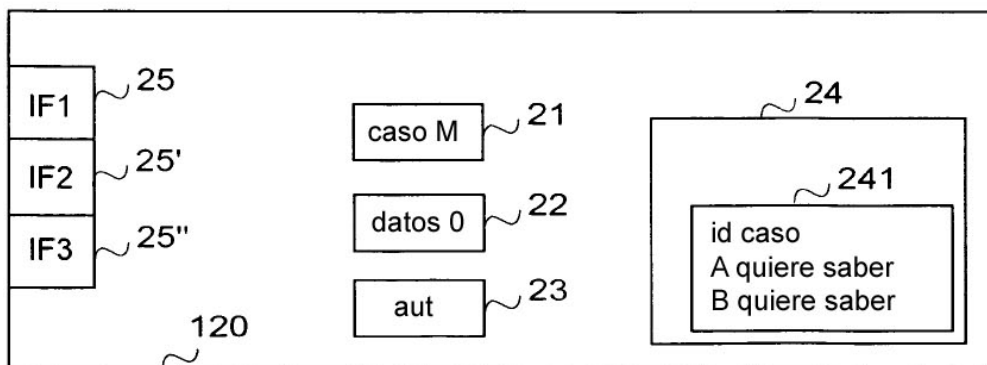 IF1
25
IF2
25'
IF3
25"
caso M
21
datos 0
22
aut
23
24
241
id caso
A quiere saber
B quiere saber
120